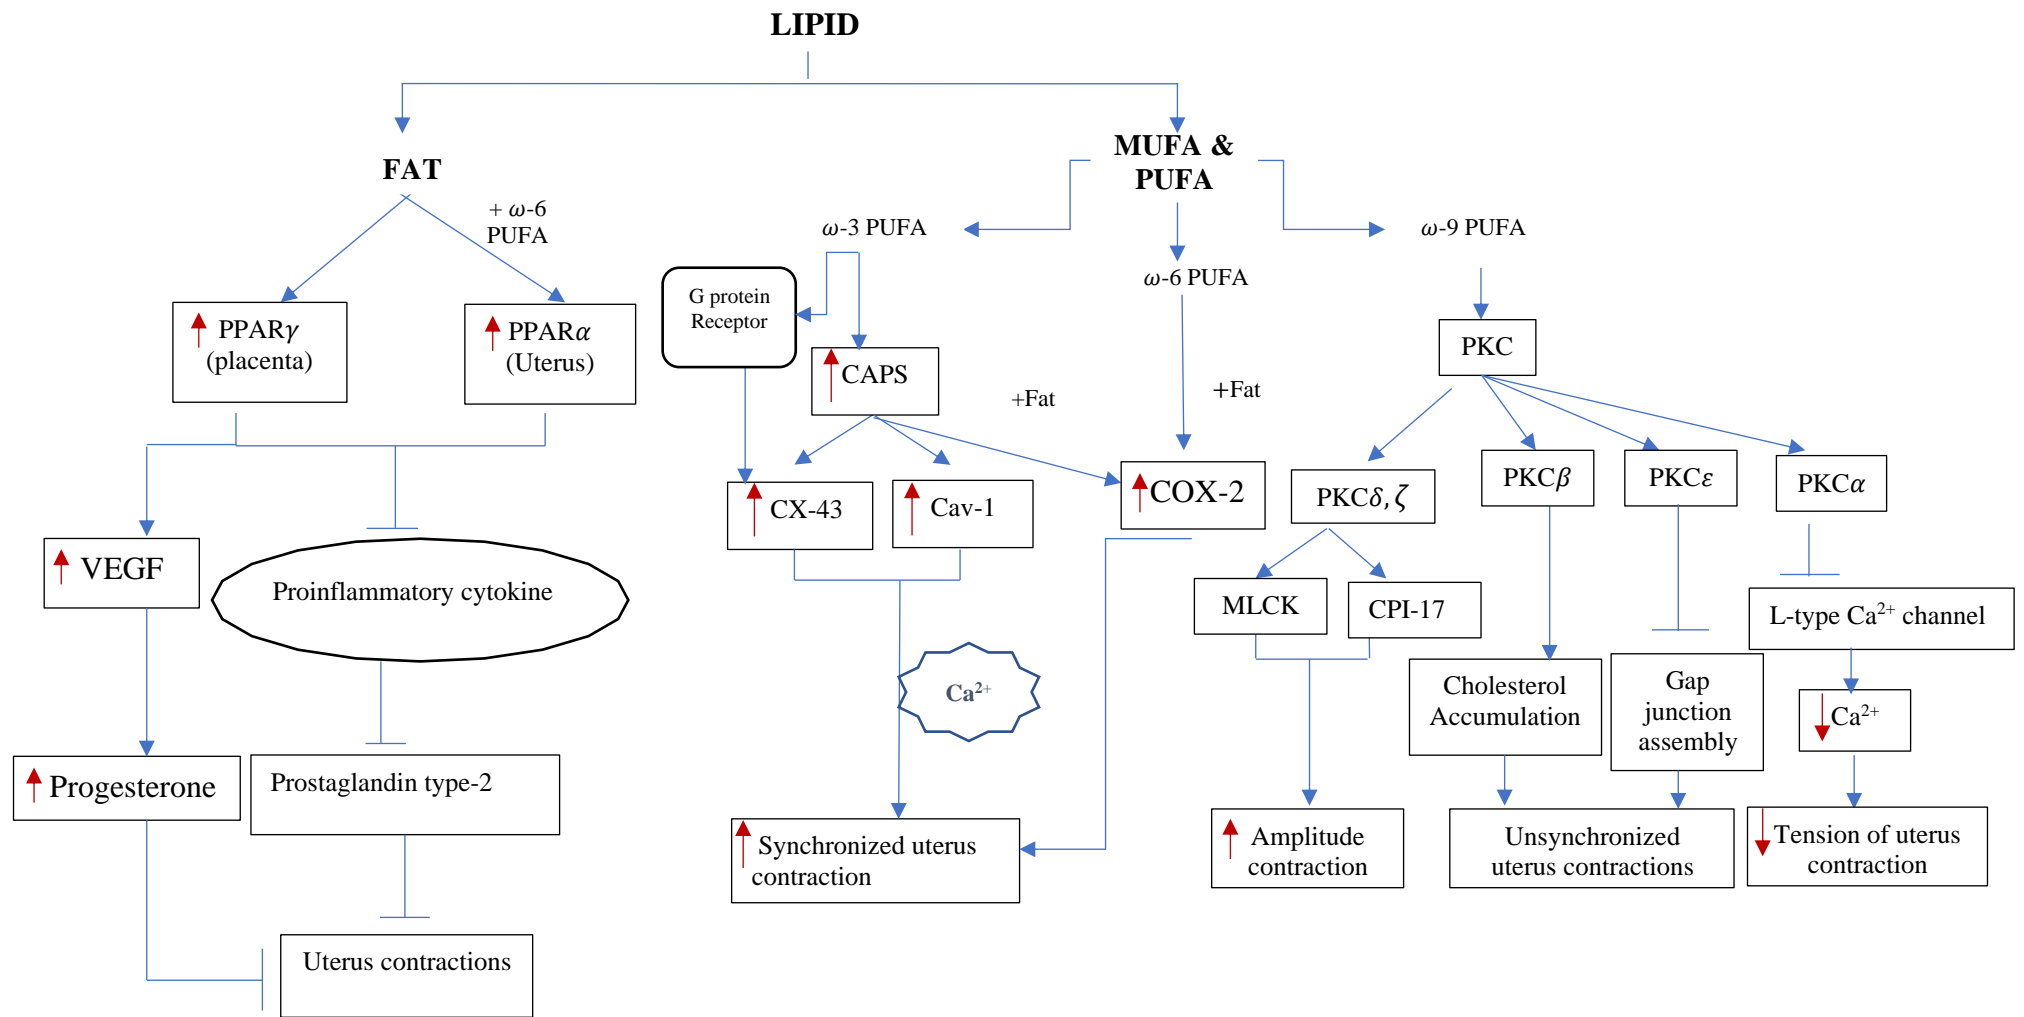 LIPID
FAT
MUFA &
PUFA
+ ω-6
PUFA
ω-3 PUFA
ω-6 PUFA
ω-9 PUFA
G protein
Receptor
PPARγ
(placenta)
PPARα
(Uterus)
CAPS
PKC
+Fat
+Fat
CX-43
Cav-1
COX-2
PKCδ, ζ
PKCβ
PKCε
PKCα
VEGF
Proinflammatory cytokine
MLCK
CPI-17
L-type Ca²⁺ channel
Ca²⁺
Cholesterol
Accumulation
Gap
junction
assembly
Ca²⁺
Progesterone
Prostaglandin type-2
Synchronized uterus
contraction
Amplitude
contraction
Unsynchronized
uterus contractions
Tension of uterus
contraction
Uterus contractions